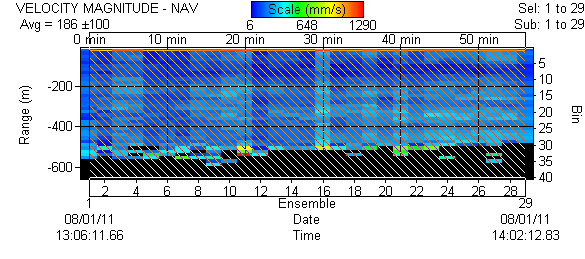 VELOCITY MAGNITUDE - NAV Scale (mm/s) Sel: 1 to 29
Avg = 186 ±100 6 648 1290 Sub: 1 to 29
0 min 10 min 20 min 30 min 40 min 50 min
5
-200 10
15
Range (m) Bin
20
-400 25
30
-600 35
40
2 4 6 8 10 12 14 16 18 20 22 24 26 28
1 Ensemble 29
08/01/11 Date 08/01/11
13:06:11.66 Time 14:02:12.83